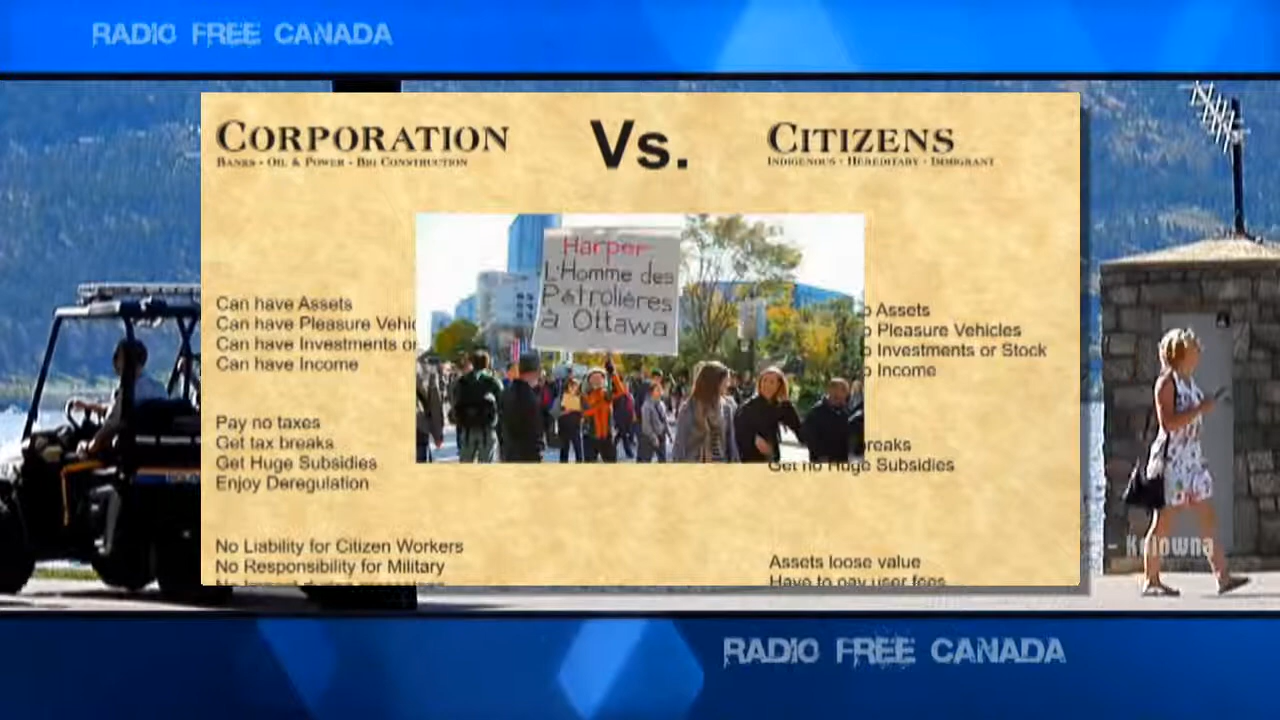 RADIO FREE CANADA
CORPORATION
BANKS - OIL & POWER - BIG CONSTRUCTION
Vs.
CITIZENS
INDIGENOUS - HEREDITARY - IMMIGRANT
Harper
L'Homme des
Pétrolières
à Ottawa
Can have Assets
Can have Pleasure
Can have Investments or
Can have Income
Assets
Pleasure Vehicles
Investments or Stock
Income
Pay no taxes
Get tax breaks
Get Huge Subsidies
Enjoy Deregulation
Get no Huge Subsidies
No Liability for Citizen Workers
No Responsibility for Military
Assets loose value
Have to pay user fees
- Kelowna
RADIO FREE CANADA